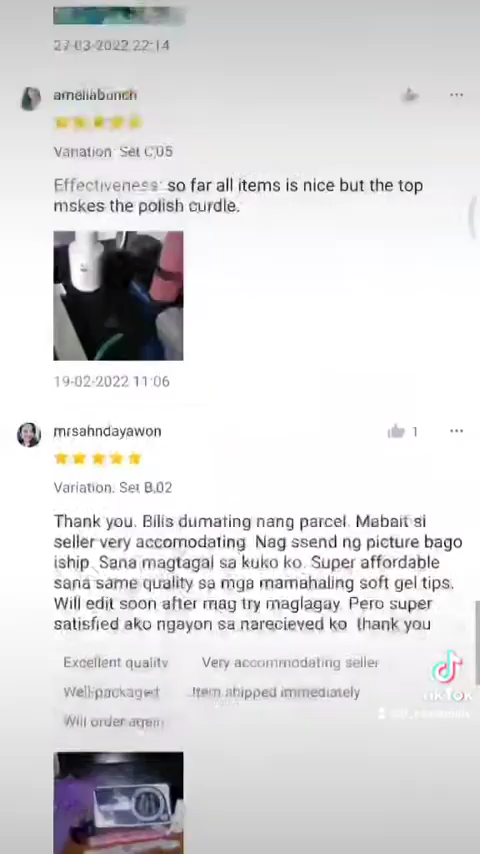 27-03-2022 22:14
ameliabunch
Variation: Set C,05
Effectiveness: so far all items is nice but the top
mskes the polish curdle.
19-02-2022 11:06
mrsahndayawon
1
Variation: Set B,02
Thank you. Bilis dumating nang parcel. Mabait si
seller very accomodating. Nag ssend ng picture bago
iship. Sana magtagal sa kuko ko. Super affordable
sana same quality sa mga mamahaling soft gel tips.
Will edit soon after mag try maglagay. Pero super
satisfied ako ngayon sa narecieved ko thank you
Excellent quality Very accommodating seller
Well-packaged Item shipped immediately
Will order again
TikTok